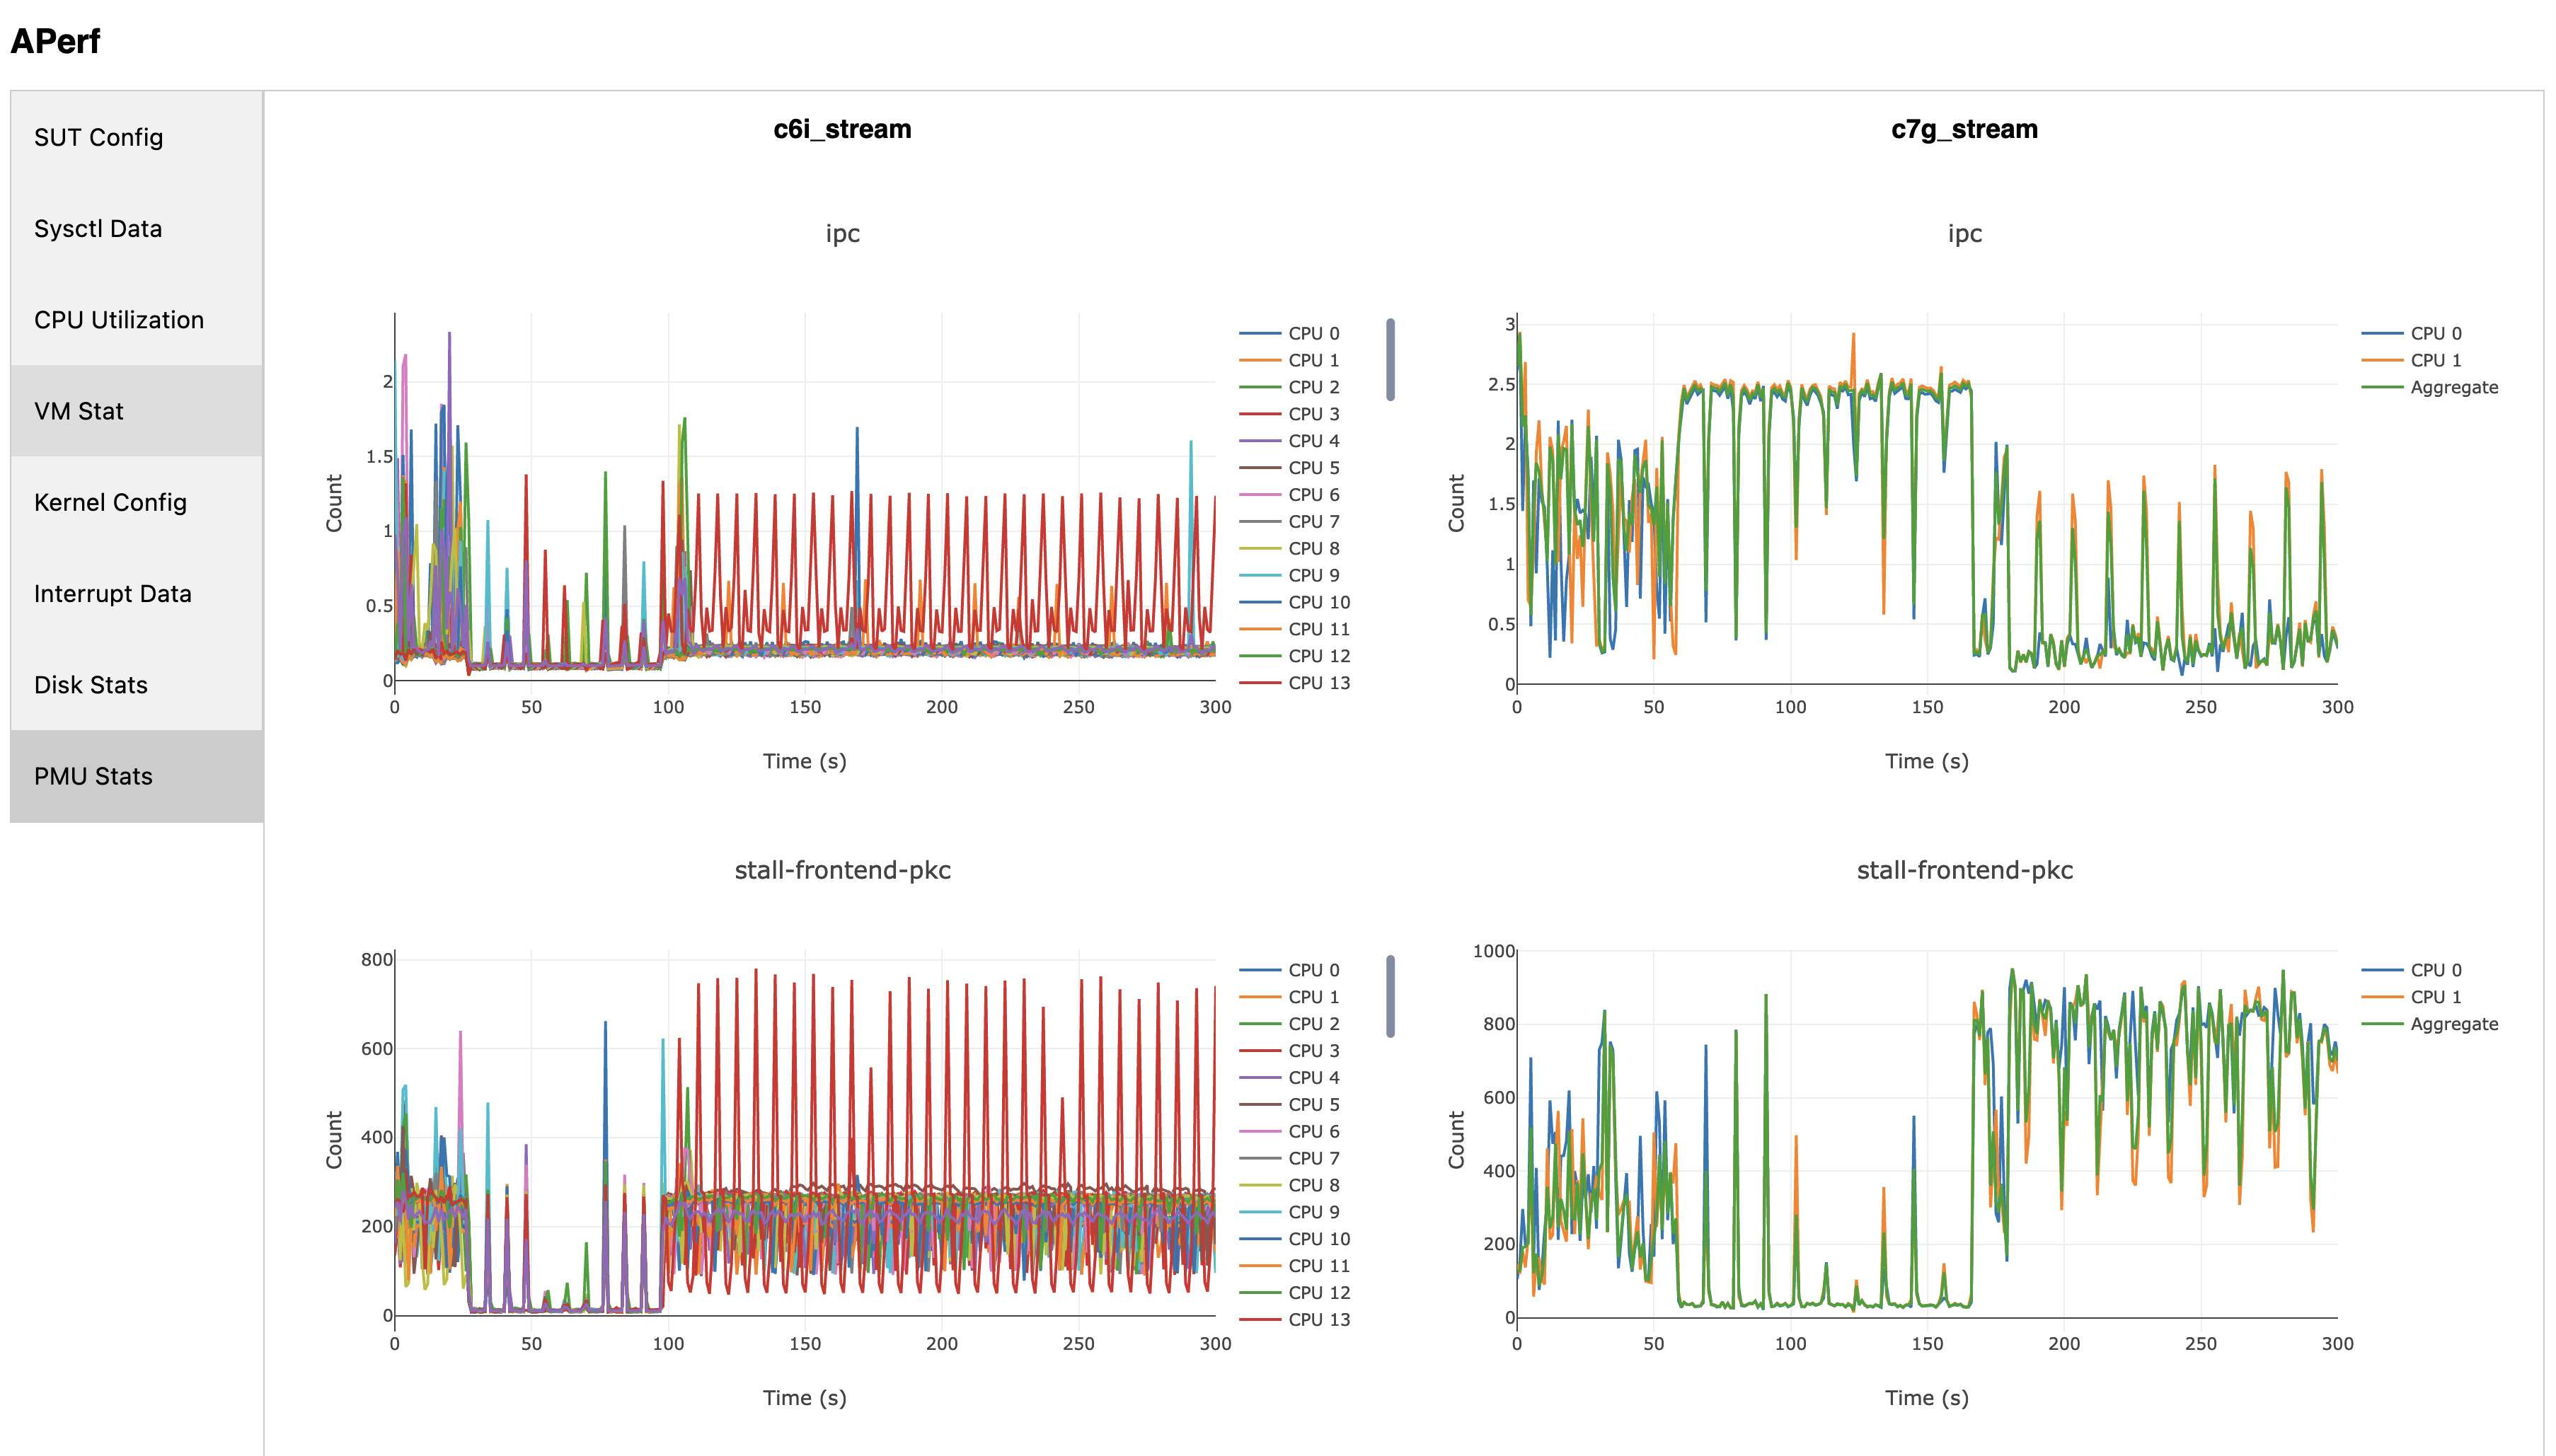 APerf
SUT Config
Sysctl Data
CPU Utilization
VM Stat
Kernel Config
Interrupt Data
Disk Stats
PMU Stats
c6i_stream
ipc
Count
2
1.5
1
0.5
0
0 50 100 150 200 250 300
Time (s)
CPU 0
CPU 1
CPU 2
CPU 3
CPU 4
CPU 5
CPU 6
CPU 7
CPU 8
CPU 9
CPU 10
CPU 11
CPU 12
CPU 13
c7g_stream
ipc
Count
3
2.5
2
1.5
1
0.5
0
0 50 100 150 200 250 300
Time (s)
CPU 0
CPU 1
Aggregate
stall-frontend-pkc
Count
800
600
400
200
0
0 50 100 150 200 250 300
Time (s)
CPU 0
CPU 1
CPU 2
CPU 3
CPU 4
CPU 5
CPU 6
CPU 7
CPU 8
CPU 9
CPU 10
CPU 11
CPU 12
CPU 13
stall-frontend-pkc
Count
1000
800
600
400
200
0
0 50 100 150 200 250 300
Time (s)
CPU 0
CPU 1
Aggregate